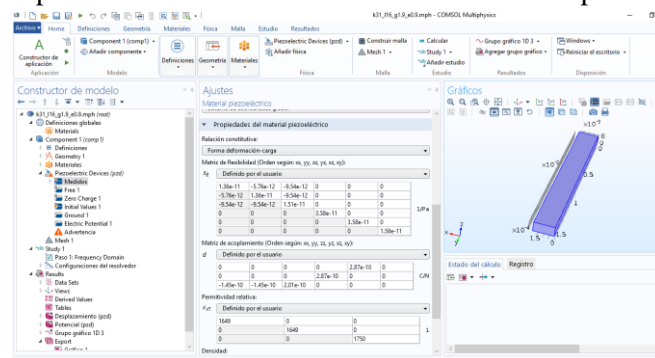 k31_f16_g1.9_e0.8.mph - COMSOL Multiphysics
Archivo Home Definiciones Geometría Materiales Física Malla Estudio Resultados
Constructor de aplicación
Component 1 (comp1)
Añadir componente
Definiciones Geometría Materiales
Piezoelectric Devices (pzd)
Añadir física
Construir malla
Mesh 1
Calcular
Study 1
Añadir estudio
Grupo gráfico 1D 3
Agregar grupo gráfico
Windows
Reiniciar el escritorio
Aplicación Modelo Física Malla Estudio Resultados Disposición
Constructor de modelo
k31_f16_g1.9_e0.8.mph (root)
Definiciones globales
Materials
Component 1 (comp1)
Definiciones
Geometry 1
Materials
Piezoelectric Devices (pzd)
Medidos
Free 1
Zero Charge 1
Initial Values 1
Ground 1
Electric Potential 1
Advertencia
Mesh 1
Study 1
Paso 1: Frequency Domain
Configuraciones del resolvedor
Results
Data Sets
Views
Derived Values
Tables
Desplazamiento (pzd)
Potencial (pzd)
Grupo gráfico 1D 3
Export
Ajustes
Material piezoeléctrico
Propiedades del material piezoeléctrico
Relación constitutiva:
Forma deformación-carga
Matriz de flexibilidad (Orden según: xx, yy, zz, yz, xz, xy):
sE Definido por el usuario
1.36e-11 -5.76e-12 -9.54e-12 0 0 0
-5.76e-12 1.36e-11 -9.54e-12 0 0 0
-9.54e-12 -9.54e-12 1.51e-11 0 0 0
0 0 0 3.58e-11 0 0
0 0 0 0 3.58e-11 0
0 0 0 0 0
1/Pa
Matriz de acoplamiento (Orden según: xx, yy, zz, yz, xz, xy):
d Definido por el usuario
0 0 0 0 2.87e-10 0
0 0 0 2.87e-10 0 0
-1.45e-10 -1.45e-10 2.01e-10 0 0 0
C/N
Permitividad relativa:
Definido por el usuario
1649 0 0
0 1649 0
0 0 1750
1
Densidad:
Gráficos
×10⁻³
0.5
1
1.5
0
1.5
z
x
y
Estado del cálculo Registro